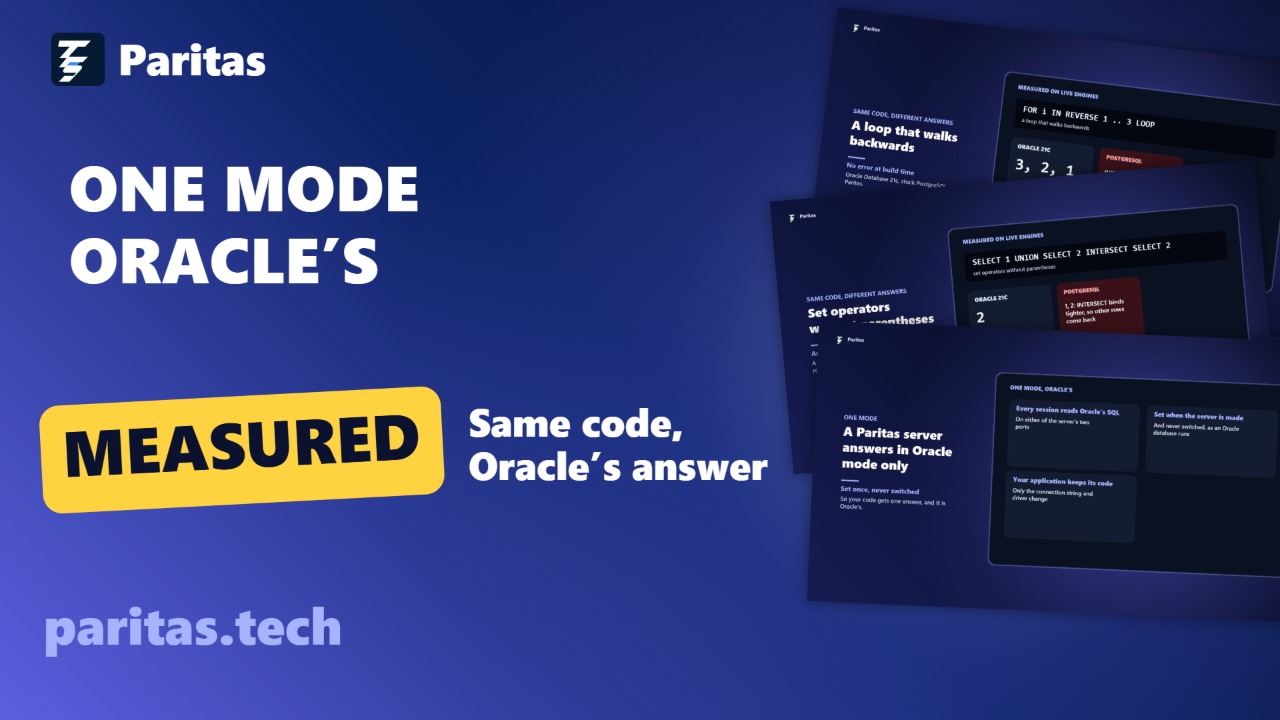 Paritas
ONE MODE
ORACLE´S
MEASURED
Same code,
Oracle´s answer
paritas.tech
Paritas
SAME CODE, DIFFERENT ANSWERS
A loop that walks
backwards
No error at build time
Oracle Database 21c, stock PostgreSQL,
Paritas.
MEASURED ON LIVE ENGINES
FOR i IN REVERSE 1 .. 3 LOOP
a loop that walks backwards
ORACLE 21C
3, 2, 1
POSTGRESQL
Paritas
SAME CODE, DIFFERENT ANSWERS
Set operators
parentheses
MEASURED ON LIVE ENGINES
SELECT 1 UNION SELECT 2 INTERSECT SELECT 2
set operators without parentheses
ORACLE 21C
2
POSTGRESQL
1, 2: INTERSECT binds
tighter, so other rows
come back
Paritas
ONE MODE
A Paritas server
answers in Oracle
mode only
Set once, never switched
So your code gets one answer, and it is
Oracle's.
ONE MODE, ORACLE'S
Every session reads Oracle's SQL
On either of the server's two
ports
Set when the server is made
And never switched, as an Oracle
database runs
Your application keeps its code
Only the connection string and
driver change